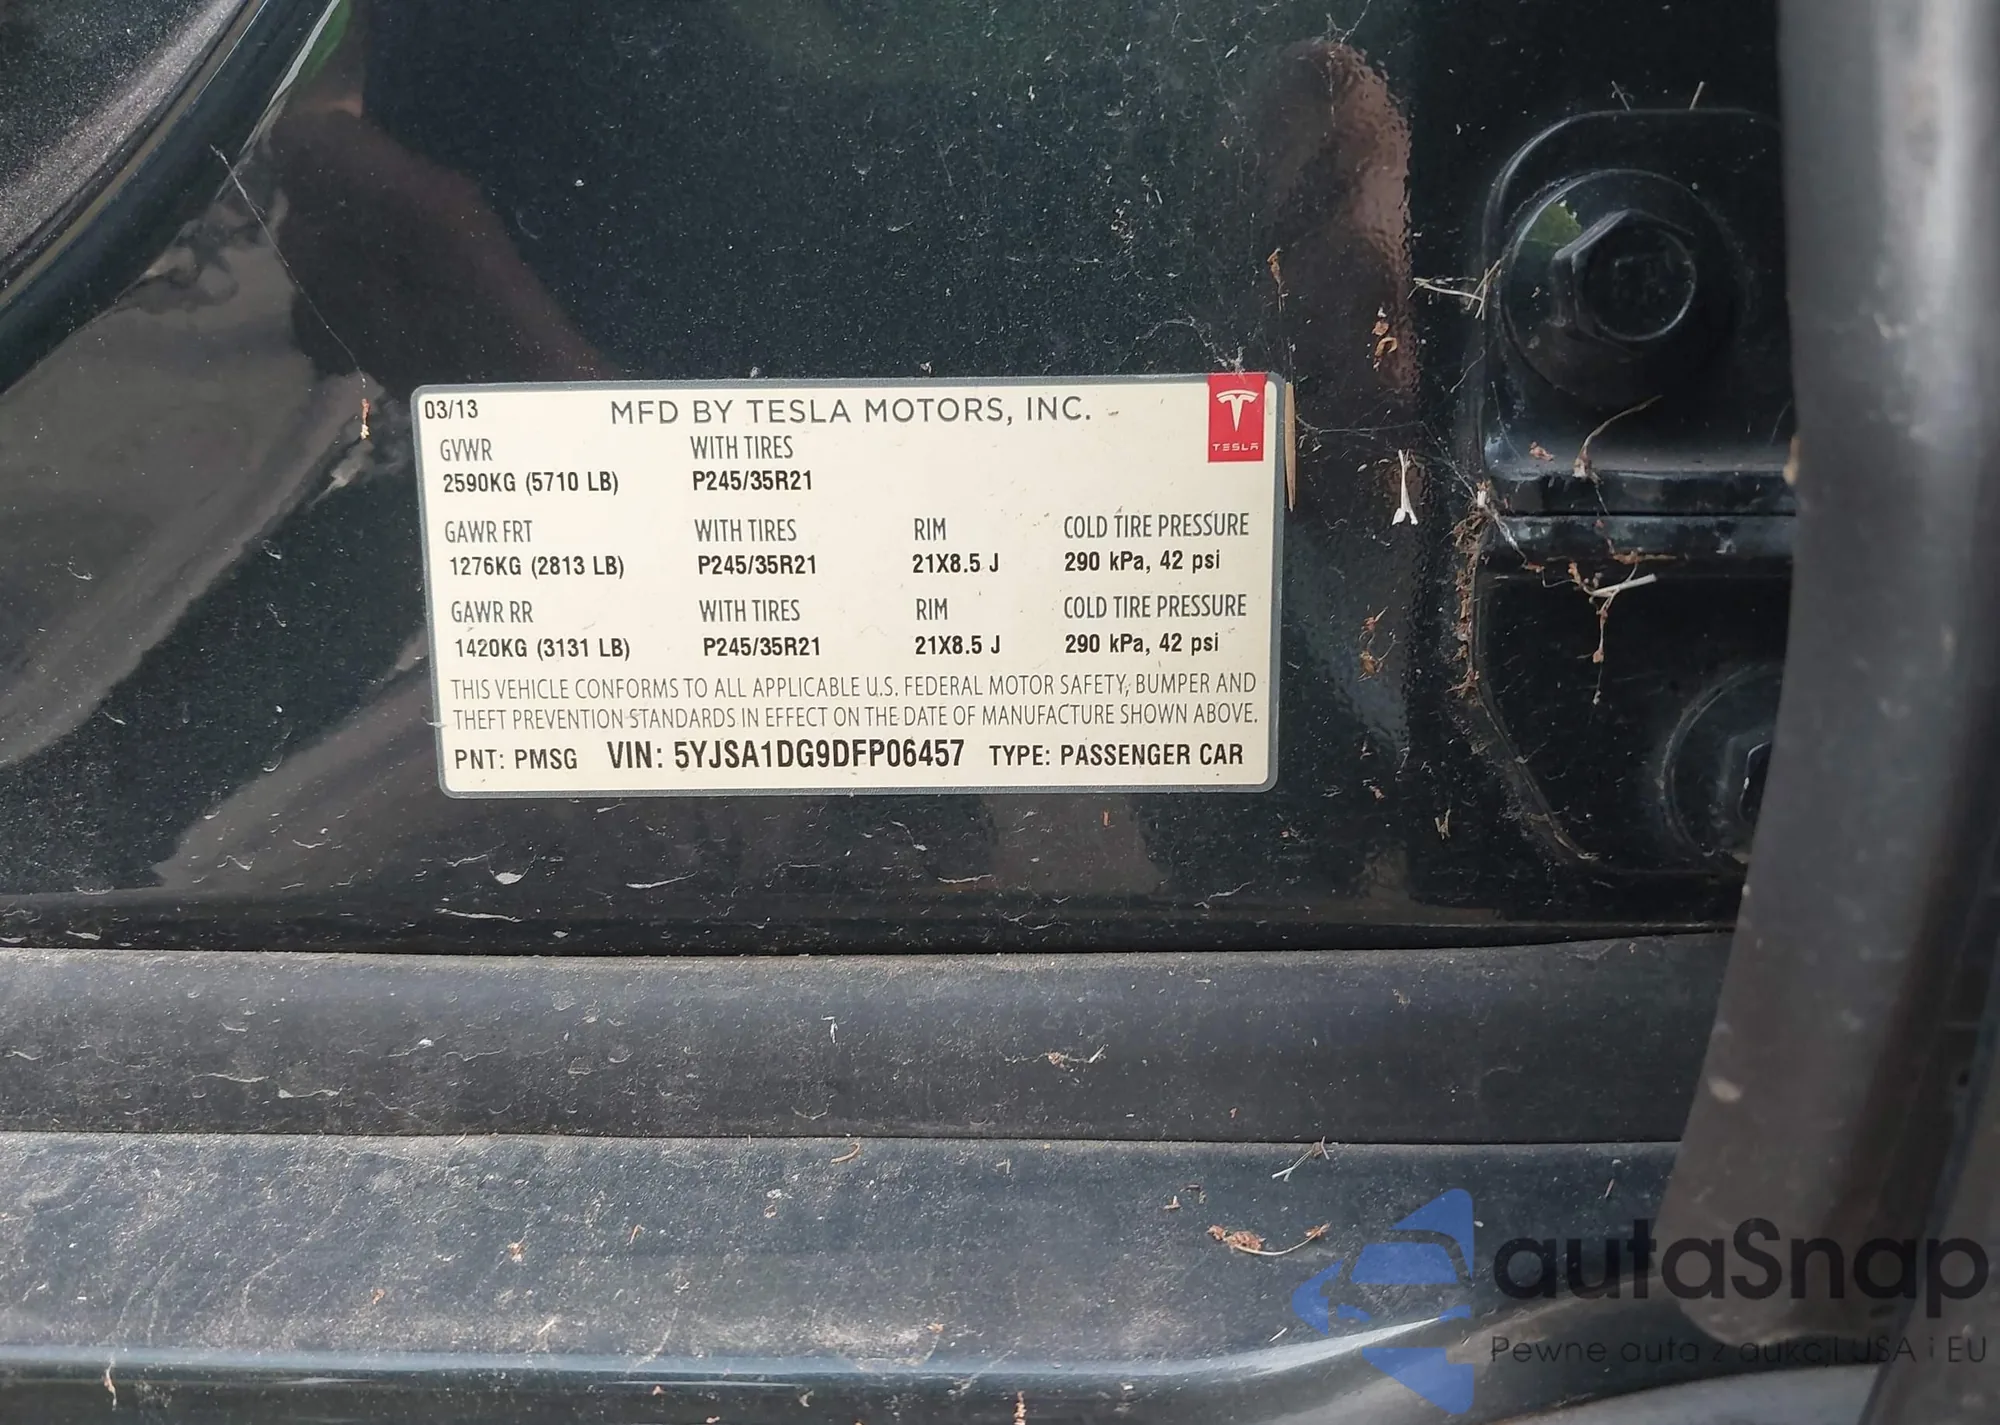 03/13 MFD BY TESLA MOTORS, INC.
TESLA
GVWR WITH TIRES
2590KG (5710 LB) P245/35R21
GAWR FRT WITH TIRES RIM COLD TIRE PRESSURE
1276KG (2813 LB) P245/35R21 21X8.5 J 290 kPa, 42 psi
GAWR RR WITH TIRES RIM COLD TIRE PRESSURE
1420KG (3131 LB) P245/35R21 21X8.5 J 290 kPa, 42 psi
THIS VEHICLE CONFORMS TO ALL APPLICABLE U.S. FEDERAL MOTOR SAFETY, BUMPER AND
THEFT PREVENTION STANDARDS IN EFFECT ON THE DATE OF MANUFACTURE SHOWN ABOVE.
PNT: PMSG VIN: 5YJSA1DG9DFP06457 TYPE: PASSENGER CAR
autaSnap
Pewne auta z aukcji USA i EU